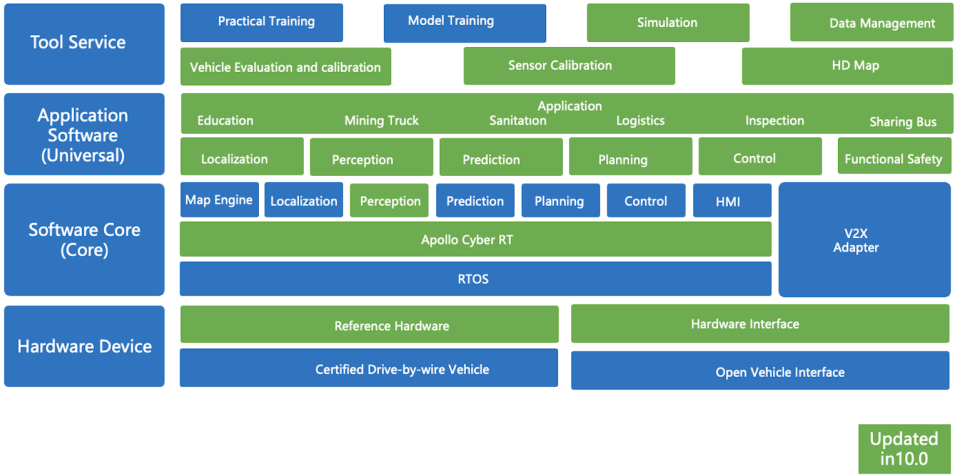 Tool Service
Practical Training
Model Training
Simulation
Data Management
Vehicle Evaluation and calibration
Sensor Calibration
HD Map
Application
Software
(Universal)
Application
Education
Mining Truck
Sanitation
Logistics
Inspection
Sharing Bus
Localization
Perception
Prediction
Planning
Control
Functional Safety
Software Core
(Core)
Map Engine
Localization
Perception
Prediction
Planning
Control
HMI
V2X
Adapter
Apollo Cyber RT
RTOS
Hardware Device
Reference Hardware
Hardware Interface
Certified Drive-by-wire Vehicle
Open Vehicle Interface
Updated
in10.0